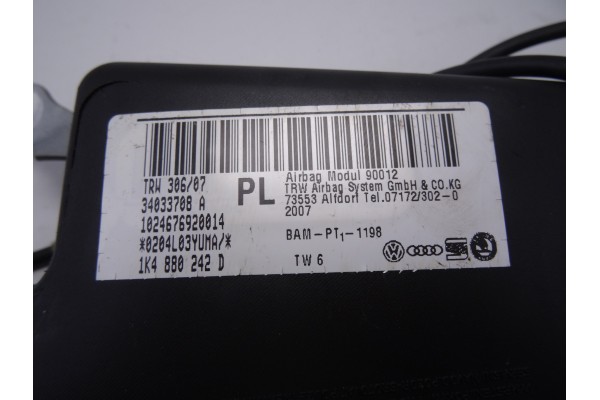 TRW 306/07
34033708 A
1024676920014
*0204L03YUMA/*
1K4 880 242 D
PL
Airbag Modul 90012
TRW Airbag System GmbH & CO.KG
73553 Alfdorf Tel.07172/302-0
2007
BAM-PT₁-1198
TW 6